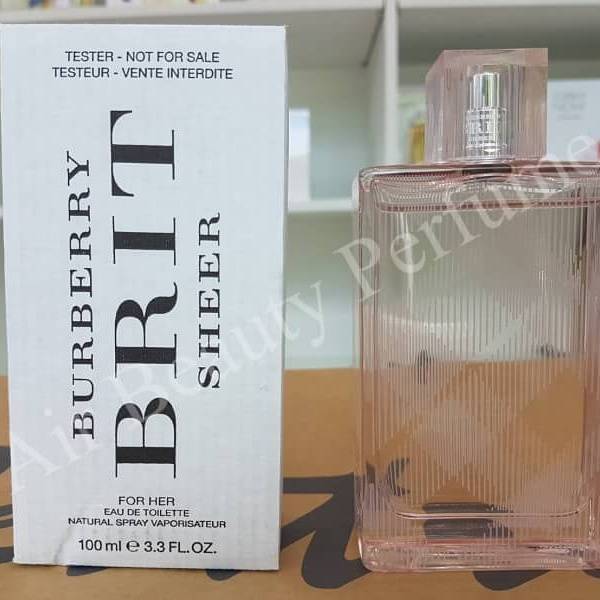 TESTER - NOT FOR SALE
TESTEUR - VENTE INTERDITE
BURBERRY
BRIT
SHEER
FOR HER
EAU DE TOILETTE
NATURAL SPRAY VAPORISATEUR
100 ml e 3.3 FL.OZ.
Air Beauty Perfume